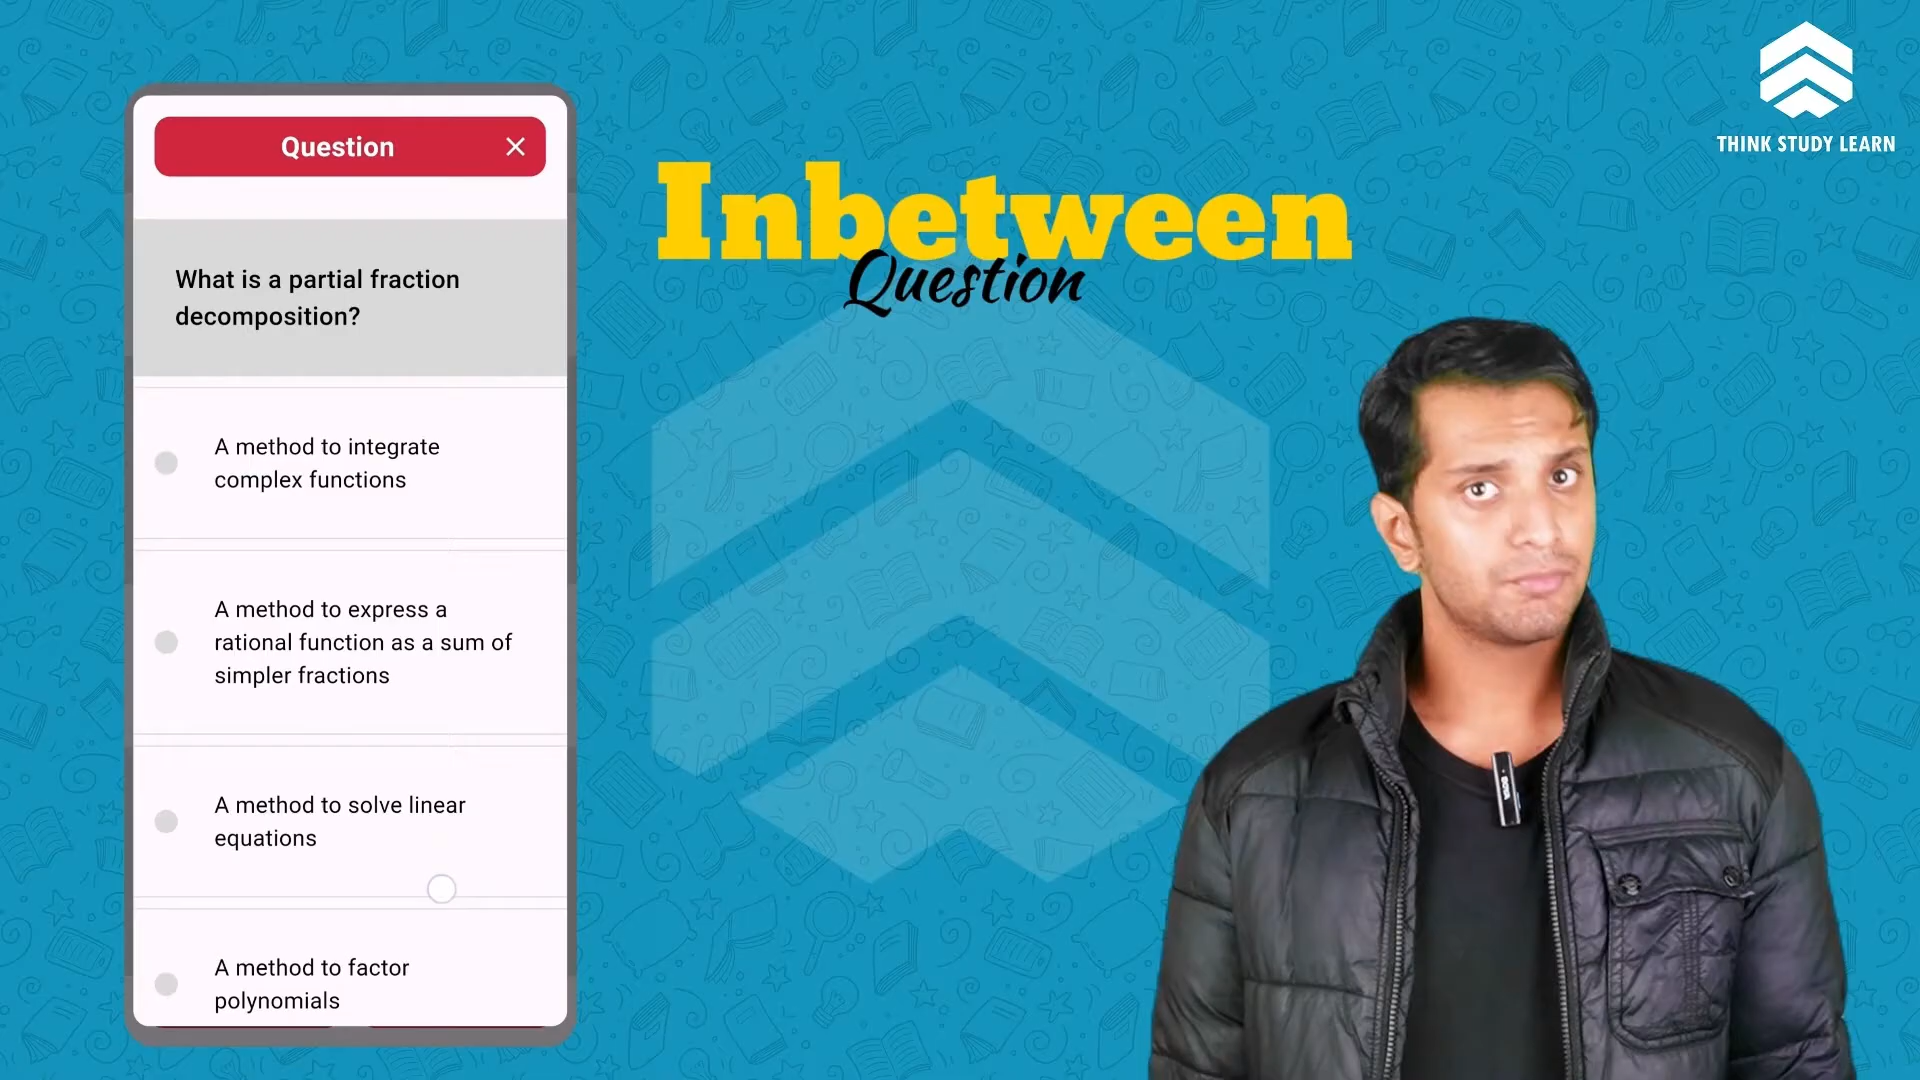 Question
What is a partial fraction
decomposition?
A method to integrate
complex functions
A method to express a
rational function as a sum of
simpler fractions
A method to solve linear
equations
A method to factor
polynomials
Inbetween
Question
THINK STUDY LEARN